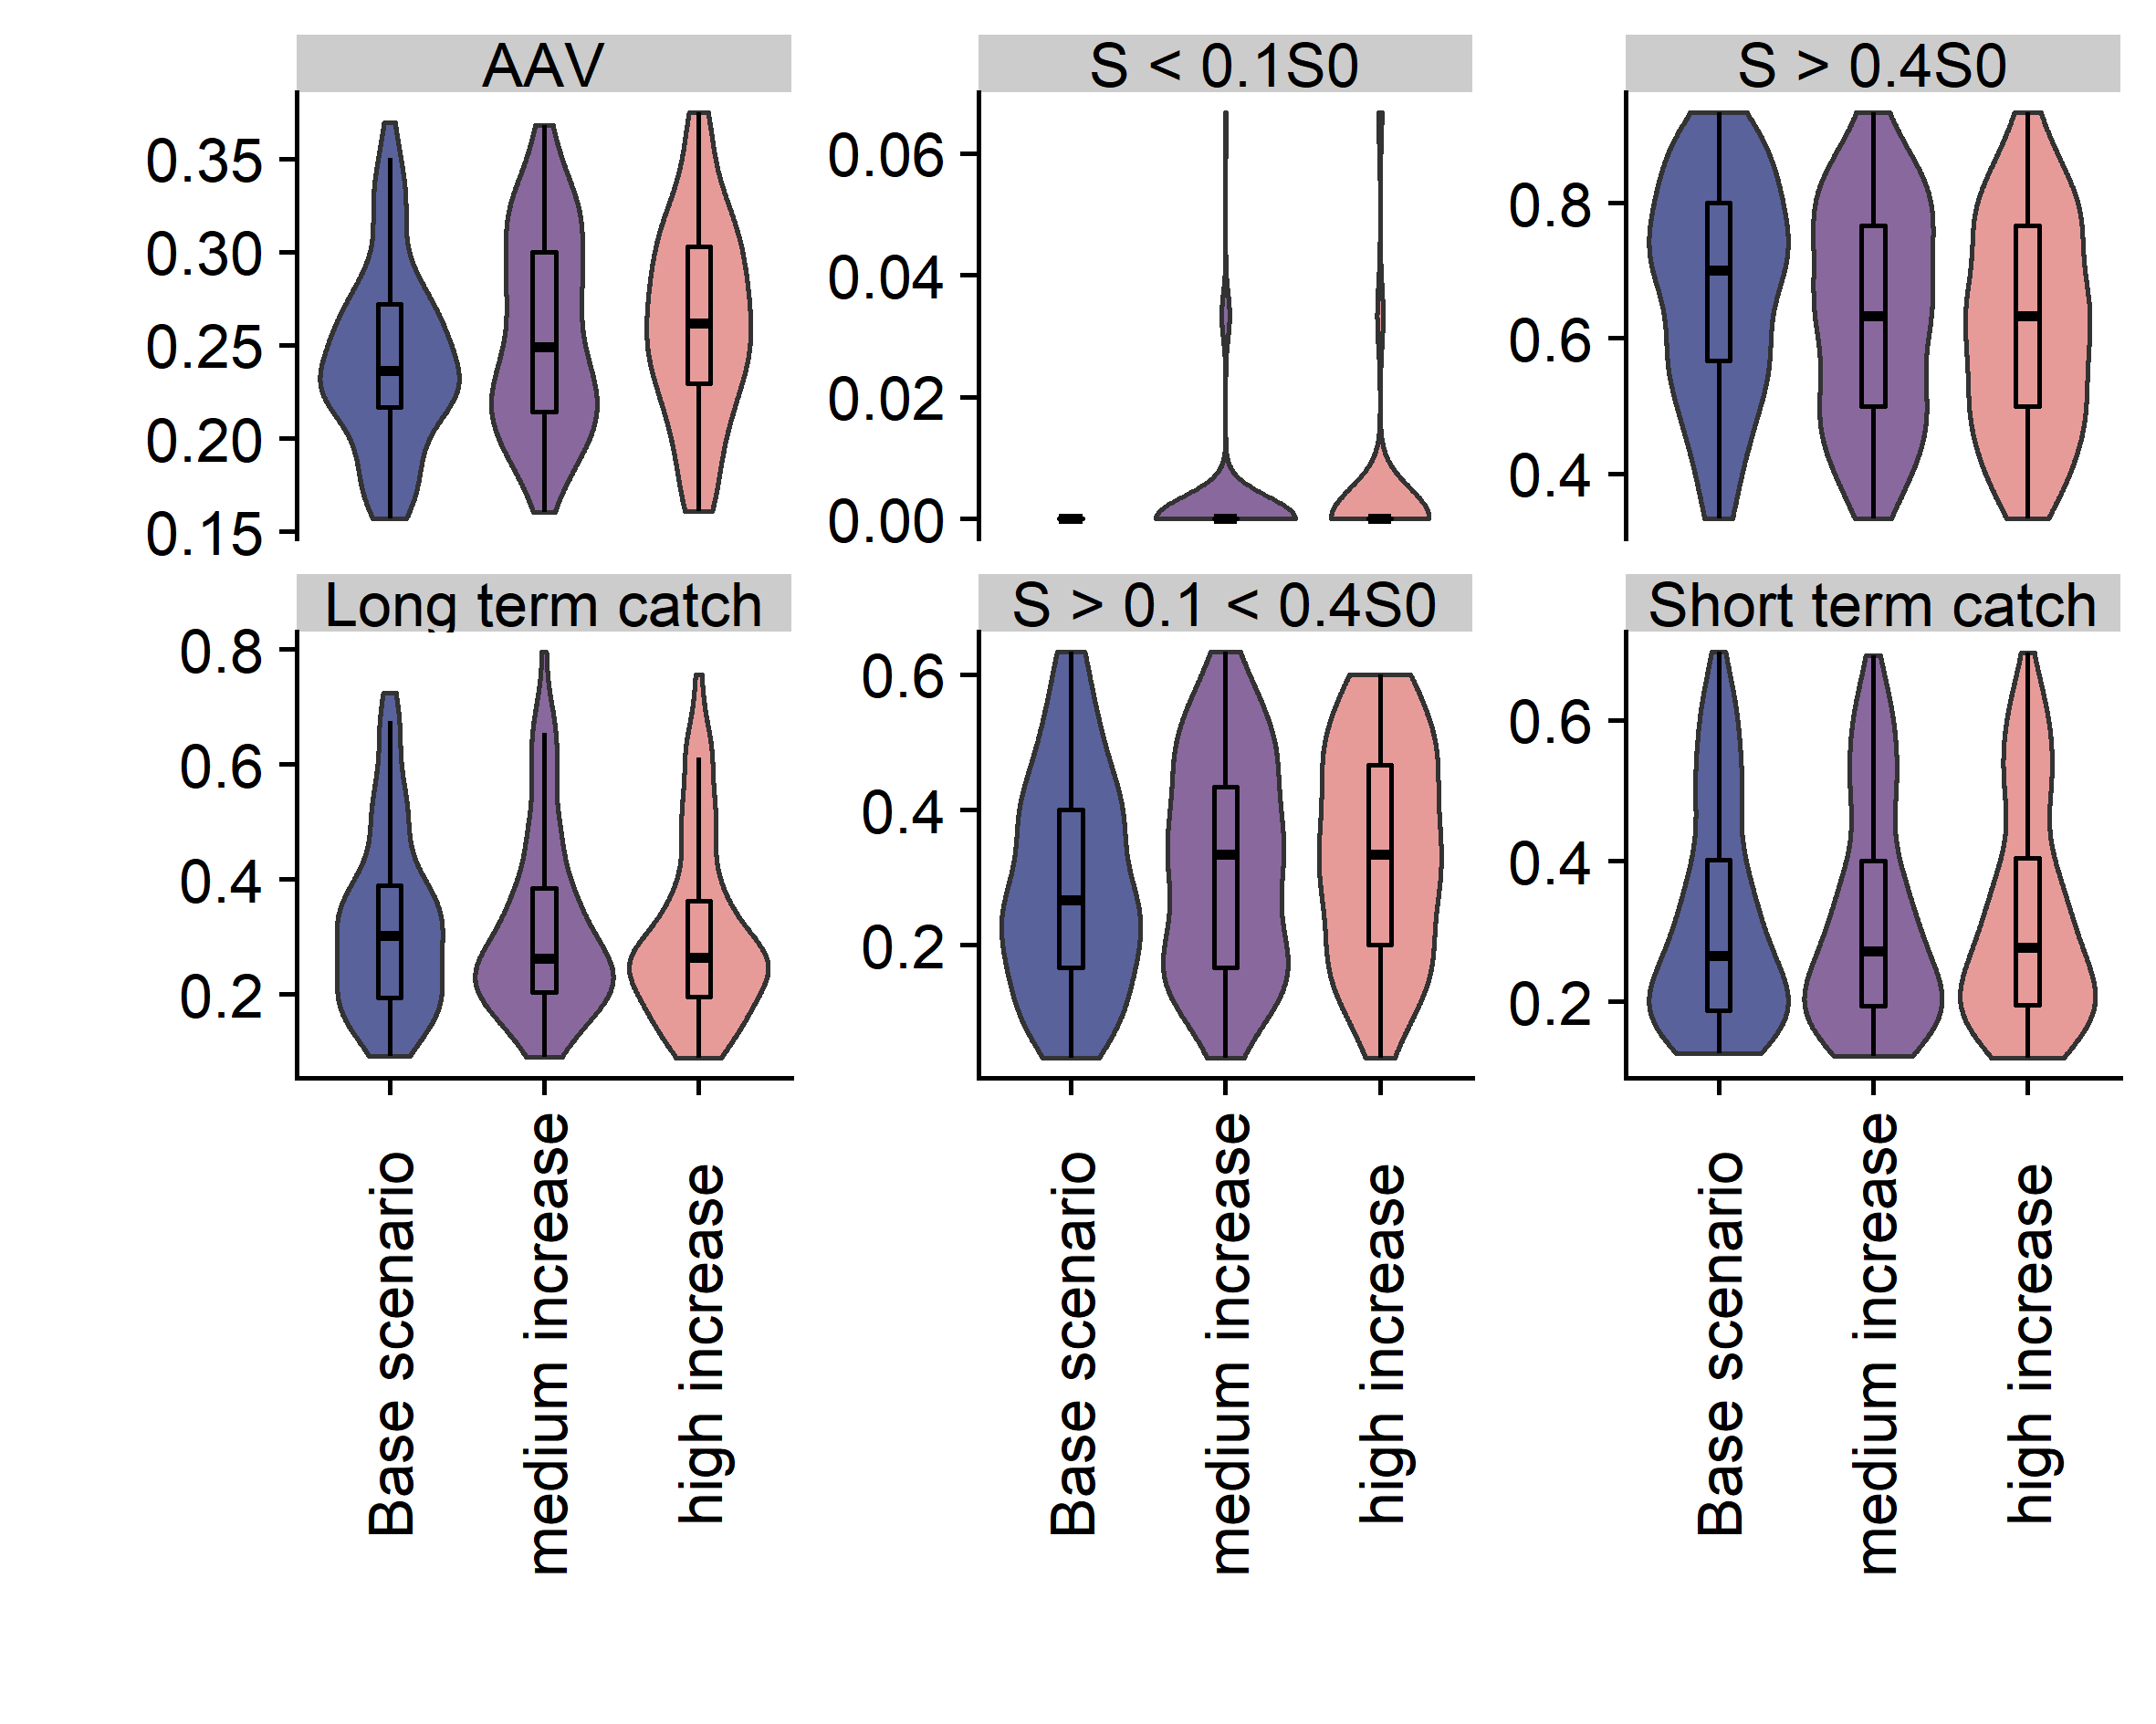 AAV
S < 0.1S0
S > 0.4S0
0.35
0.30
0.25
0.20
0.15
0.06
0.04
0.02
0.00
0.8
0.6
0.4
Long term catch
S > 0.1 < 0.4S0
Short term catch
0.8
0.6
0.4
0.2
0.6
0.4
0.2
0.6
0.4
0.2
Base scenario
medium increase
high increase
Base scenario
medium increase
high increase
Base scenario
medium increase
high increase